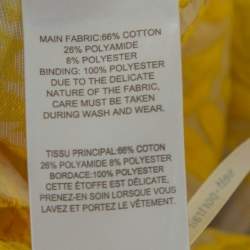 MAIN FABRIC:66% COTTON
26% POLYAMIDE
8% POLYESTER
BINDING: 100% POLYESTER
DUE TO THE DELICATE
NATURE OF THE FABRIC,
CARE MUST BE TAKEN
DURING WASH AND WEAR.
TISSU PRINCIPAL:66% COTON
26% POLYAMIDE 8% POLYESTER
BORDACE:100% POLYESTER
CETTE ÉTOFFE EST DÉLICATE,
PRENEZ-EN SOIN LORSQUE VOUS
LAVEZ ET PORTEZ LE VÊTEMENT.